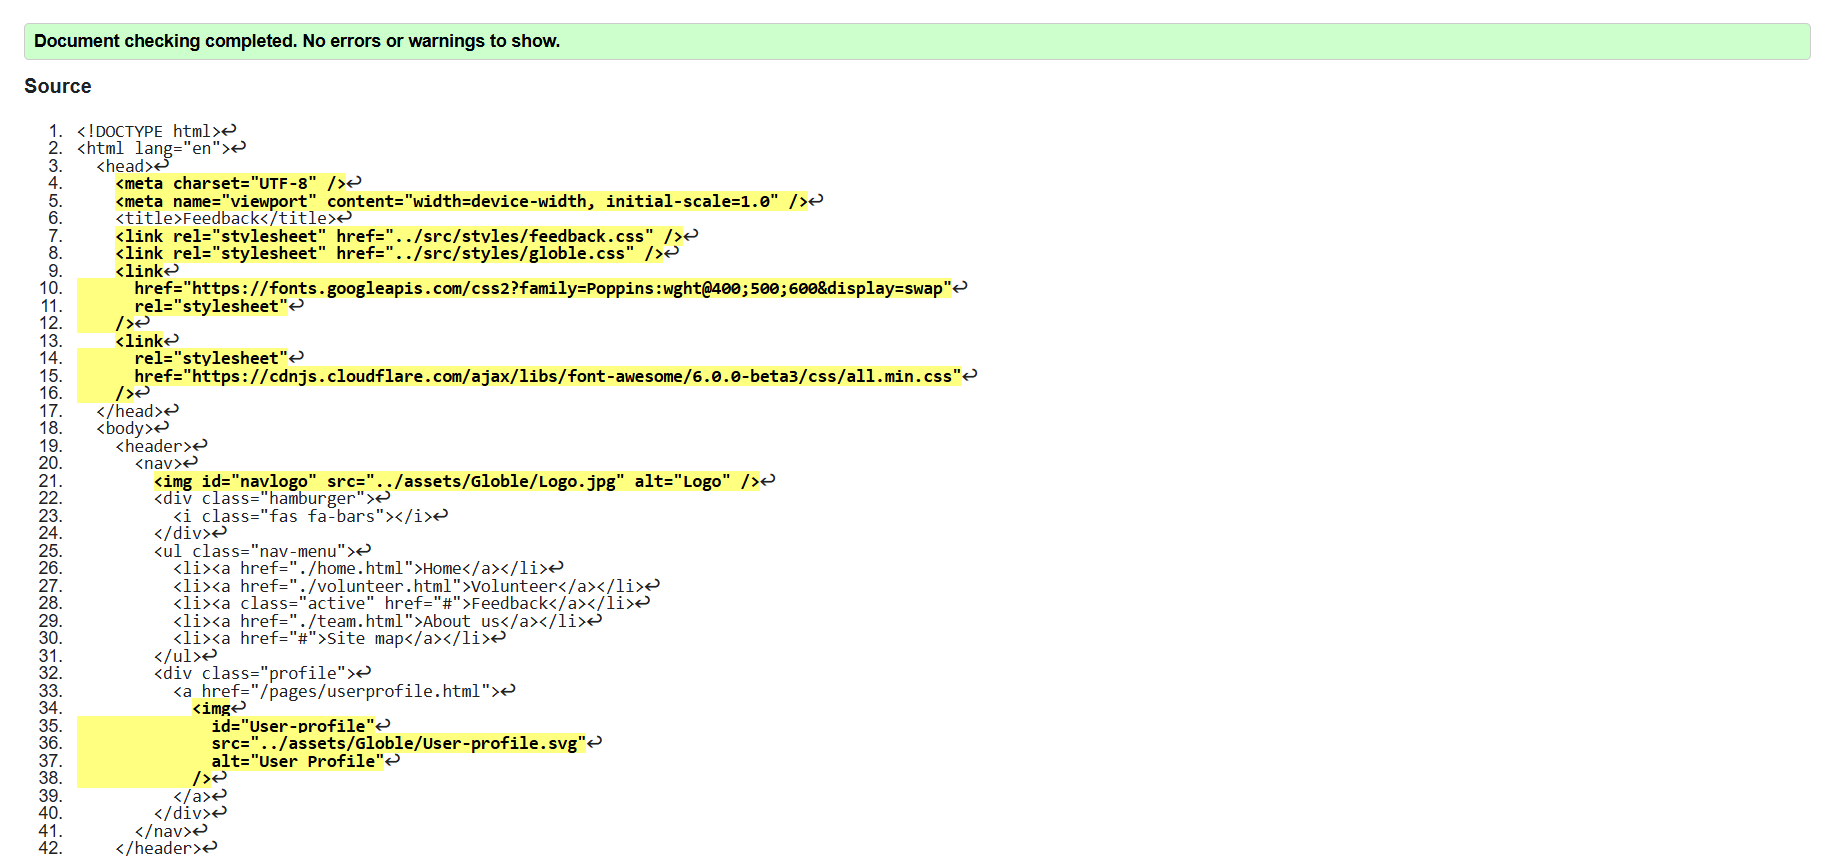 Document checking completed. No errors or warnings to show.
Source
1. <!DOCTYPE html>↩
2. <html lang="en">↩
3.   <head>↩
4.     <meta charset="UTF-8" />↩
5.     <meta name="viewport" content="width=device-width, initial-scale=1.0" />↩
6.     <title>Feedback</title>↩
7.     <link rel="stylesheet" href="../src/styles/feedback.css" />↩
8.     <link rel="stylesheet" href="../src/styles/globle.css" />↩
9.     <link↩
10.       href="https://fonts.googleapis.com/css2?family=Poppins:wght@400;500;600&display=swap"↩
11.       rel="stylesheet"↩
12.     />↩
13.     <link↩
14.       rel="stylesheet"↩
15.       href="https://cdnjs.cloudflare.com/ajax/libs/font-awesome/6.0.0-beta3/css/all.min.css"↩
16.     />↩
17.   </head>↩
18.   <body>↩
19.     <header>↩
20.       <nav>↩
21.         <img id="navlogo" src="../assets/Globle/Logo.jpg" alt="Logo" />↩
22.         <div class="hamburger">↩
23.           <i class="fas fa-bars"></i>↩
24.         </div>↩
25.         <ul class="nav-menu">↩
26.           <li><a href="./home.html">Home</a></li>↩
27.           <li><a href="./volunteer.html">Volunteer</a></li>↩
28.           <li><a class="active" href="#">Feedback</a></li>↩
29.           <li><a href="./team.html">About us</a></li>↩
30.           <li><a href="#">Site map</a></li>↩
31.         </ul>↩
32.         <div class="profile">↩
33.           <a href="/pages/userprofile.html">↩
34.             <img↩
35.               id="User-profile"↩
36.               src="../assets/Globle/User-profile.svg"↩
37.               alt="User Profile"↩
38.             />↩
39.           </a>↩
40.         </div>↩
41.       </nav>↩
42.     </header>↩